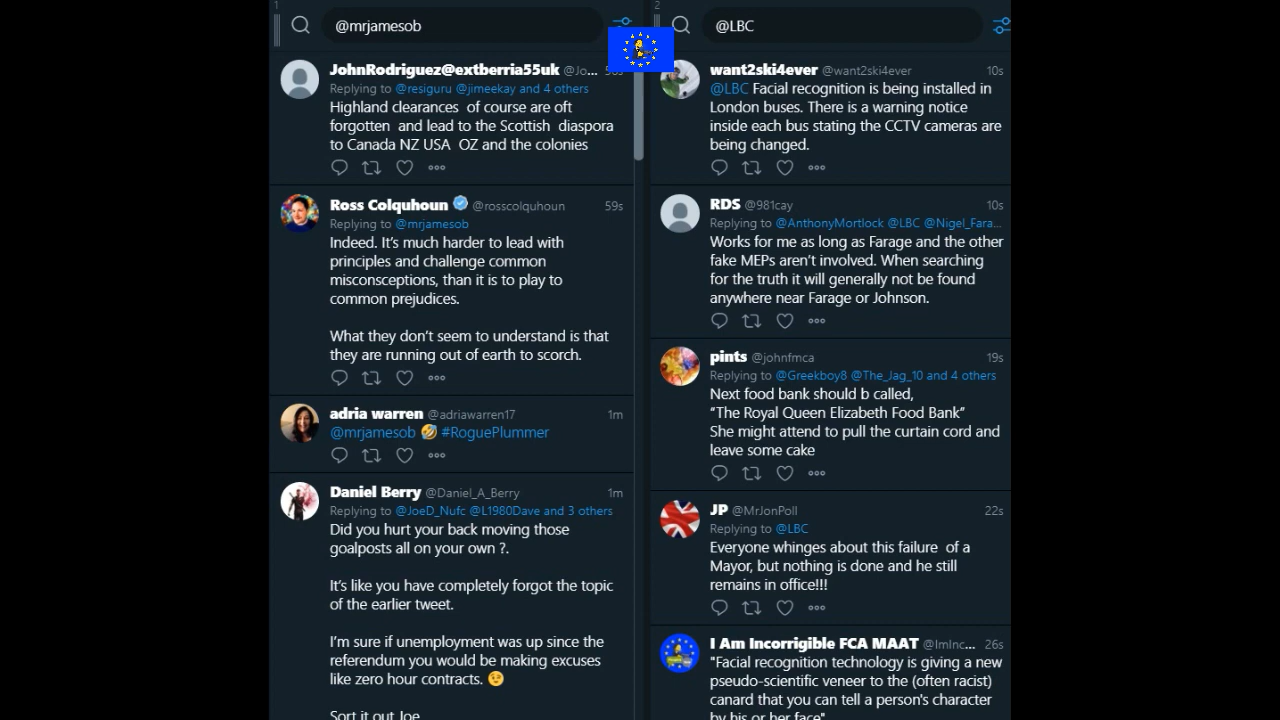 1
@mrjamesob
JohnRodriguez@extberria55uk @Jo...
Replying to @resiguru @jimeekay and 4 others
Highland clearances of course are oft
forgotten and lead to the Scottish diaspora
to Canada NZ USA OZ and the colonies
Ross Colquhoun @rosscolquhoun 59s
Replying to @mrjamesob
Indeed. It's much harder to lead with
principles and challenge common
misconsceptions, than it is to play to
common prejudices.
What they don't seem to understand is that
they are running out of earth to scorch.
adria warren @adriawarren17 1m
@mrjamesob 🤣 #RoguePlummer
Daniel Berry @Daniel_A_Berry 1m
Replying to @JoeD_Nufc @L1980Dave and 3 others
Did you hurt your back moving those
goalposts all on your own ?.
It's like you have completely forgot the topic
of the earlier tweet.
I'm sure if unemployment was up since the
referendum you would be making excuses
like zero hour contracts. 😉
Sort it out Joe
2
@LBC
want2ski4ever @want2ski4ever 10s
@LBC Facial recognition is being installed in
London buses. There is a warning notice
inside each bus stating the CCTV cameras are
being changed.
RDS @981cay 10s
Replying to @AnthonyMortlock @LBC @Nigel_Fara...
Works for me as long as Farage and the other
fake MEPs aren't involved. When searching
for the truth it will generally not be found
anywhere near Farage or Johnson.
pints @johnfmca 19s
Replying to @Greekboy8 @The_Jag_10 and 4 others
Next food bank should b called,
“The Royal Queen Elizabeth Food Bank”
She might attend to pull the curtain cord and
leave some cake
JP @MrJonPoll 22s
Replying to @LBC
Everyone whinges about this failure of a
Mayor, but nothing is done and he still
remains in office!!!
I Am Incorrigible FCA MAAT @ImInc... 26s
"Facial recognition technology is giving a new
pseudo-scientific veneer to the (often racist)
canard that you can tell a person's character
by his or her face"